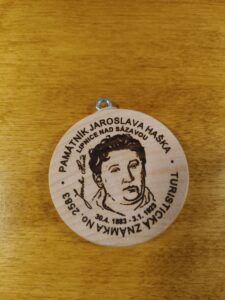 PAMÁTNÍK JAROSLAVA HAŠKA
LIPNICE NAD SÁZAVOU
30.4. 1883 - 3.1. 1923
TURISTICKÁ ZNÁMKA No. 2583